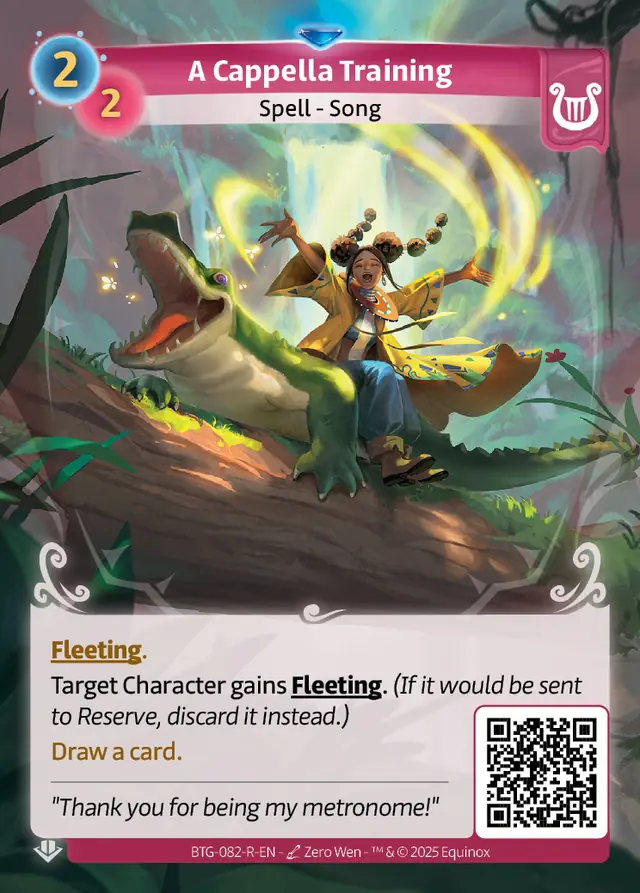 2
2
A Cappella Training
Spell - Song
Fleeting.
Target Character gains Fleeting. (If it would be sent
to Reserve, discard it instead.)
Draw a card.
"Thank you for being my metronome!"
BTG-082-R-EN - Zero Wen - ™ & © 2025 Equinox